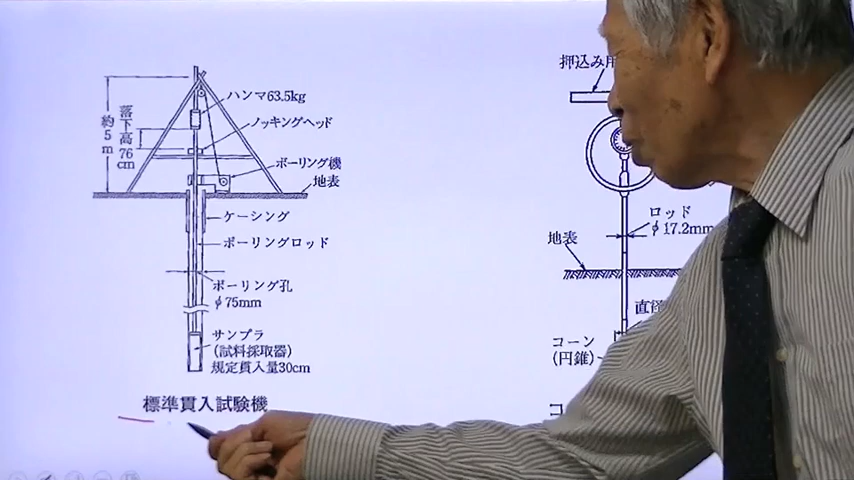 ハンマ63.5kg
ノッキングヘッド
落下高76cm
約5m
ボーリング機
地表
ケーシング
ボーリングロッド
ボーリング孔
φ75mm
サンプラ
(試料採取器)
規定貫入量30cm
標準貫入試験機
押込み用
ロッド
φ17.2mm
地表
直径
コーン
(円錐)